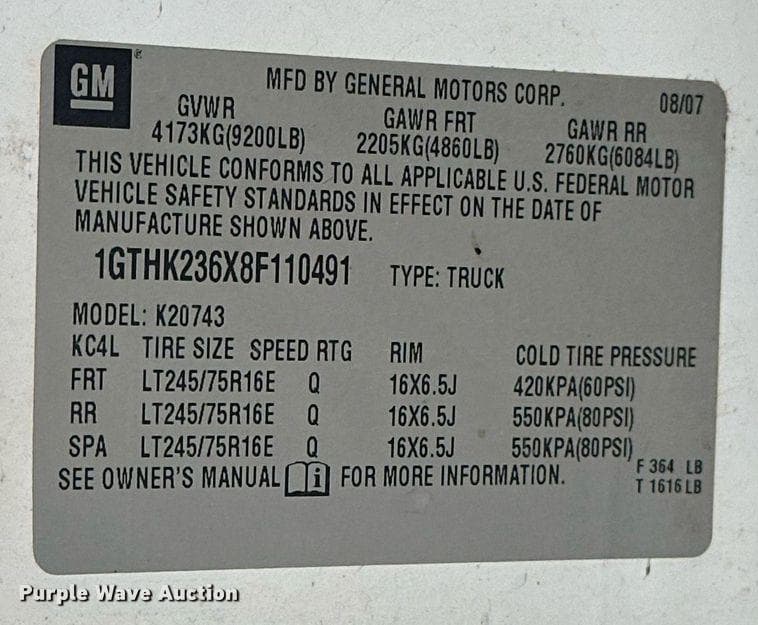 GM
MFD BY GENERAL MOTORS CORP. 08/07
GVWR GAWR FRT GAWR RR
4173KG(9200LB) 2205KG(4860LB) 2760KG(6084LB)
THIS VEHICLE CONFORMS TO ALL APPLICABLE U.S. FEDERAL MOTOR
VEHICLE SAFETY STANDARDS IN EFFECT ON THE DATE OF
MANUFACTURE SHOWN ABOVE.
1GTHK236X8F110491 TYPE: TRUCK
MODEL: K20743
KC4L TIRE SIZE SPEED RTG RIM COLD TIRE PRESSURE
FRT LT245/75R16E Q 16X6.5J 420KPA(60PSI)
RR LT245/75R16E Q 16X6.5J 550KPA(80PSI)
SPA LT245/75R16E Q 16X6.5J 550KPA(80PSI)
SEE OWNER'S MANUAL i FOR MORE INFORMATION. F 364 LB
T 1616 LB
Purple Wave Auction